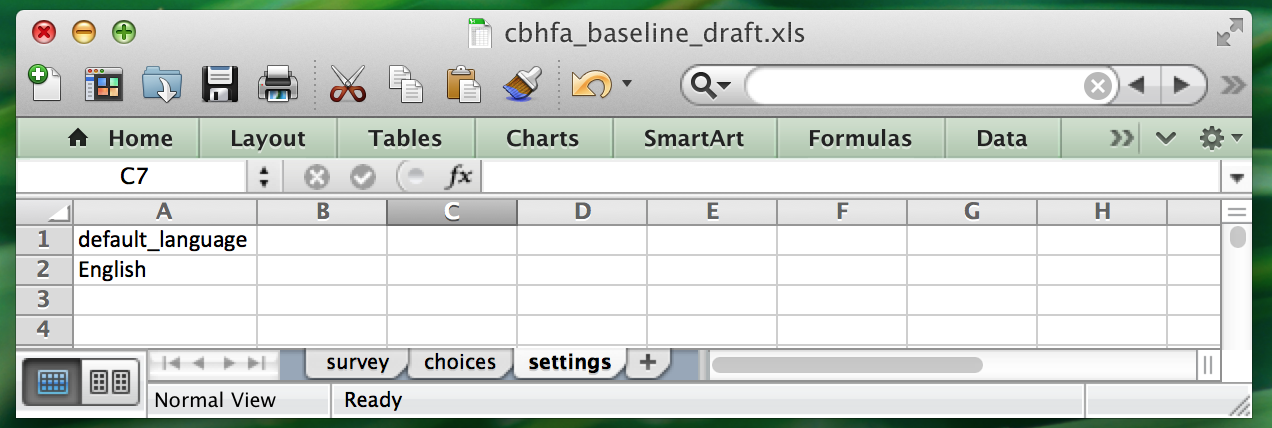 cbhfa_baseline_draft.xls
Home Layout Tables Charts SmartArt Formulas Data
C7 fx
A B C D E F G H
1 default_language
2 English
3
4
survey choices settings +
Normal View Ready